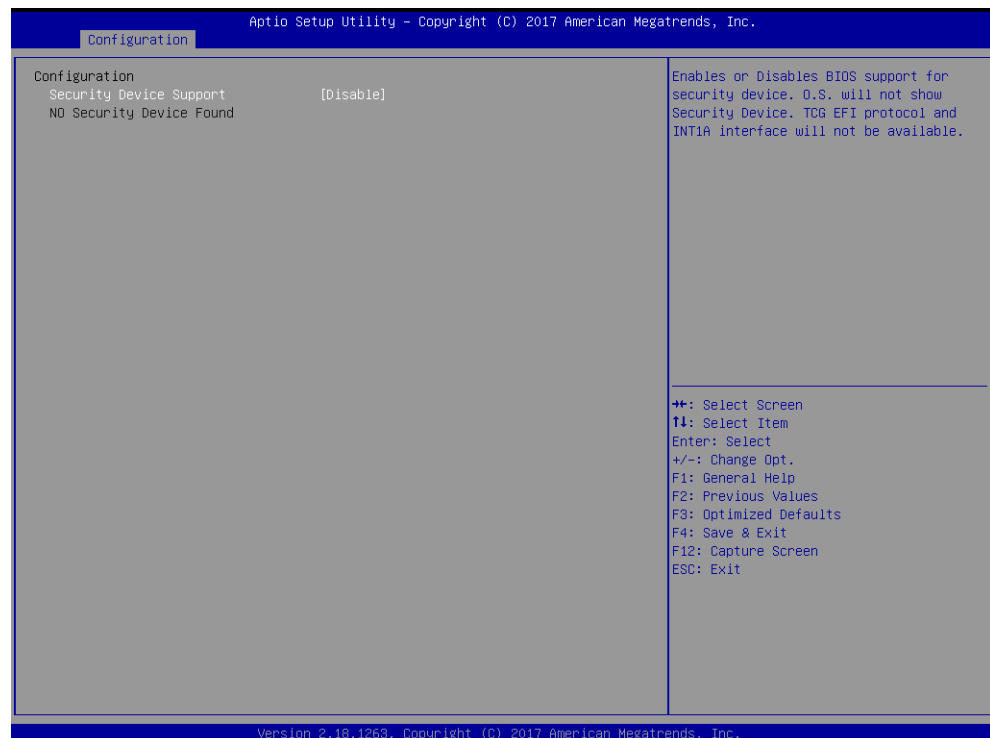 Aptio Setup Utility – Copyright (C) 2017 American Megatrends, Inc.
Configuration
Configuration
Security Device Support [Disable]
NO Security Device Found
Enables or Disables BIOS support for
security device. O.S. will not show
Security Device. TCG EFI protocol and
INT1A interface will not be available.
→←: Select Screen
↑↓: Select Item
Enter: Select
+/-: Change Opt.
F1: General Help
F2: Previous Values
F3: Optimized Defaults
F4: Save & Exit
F12: Capture Screen
ESC: Exit
Version 2.18.1263. Copyright (C) 2017 American Megatrends, Inc.